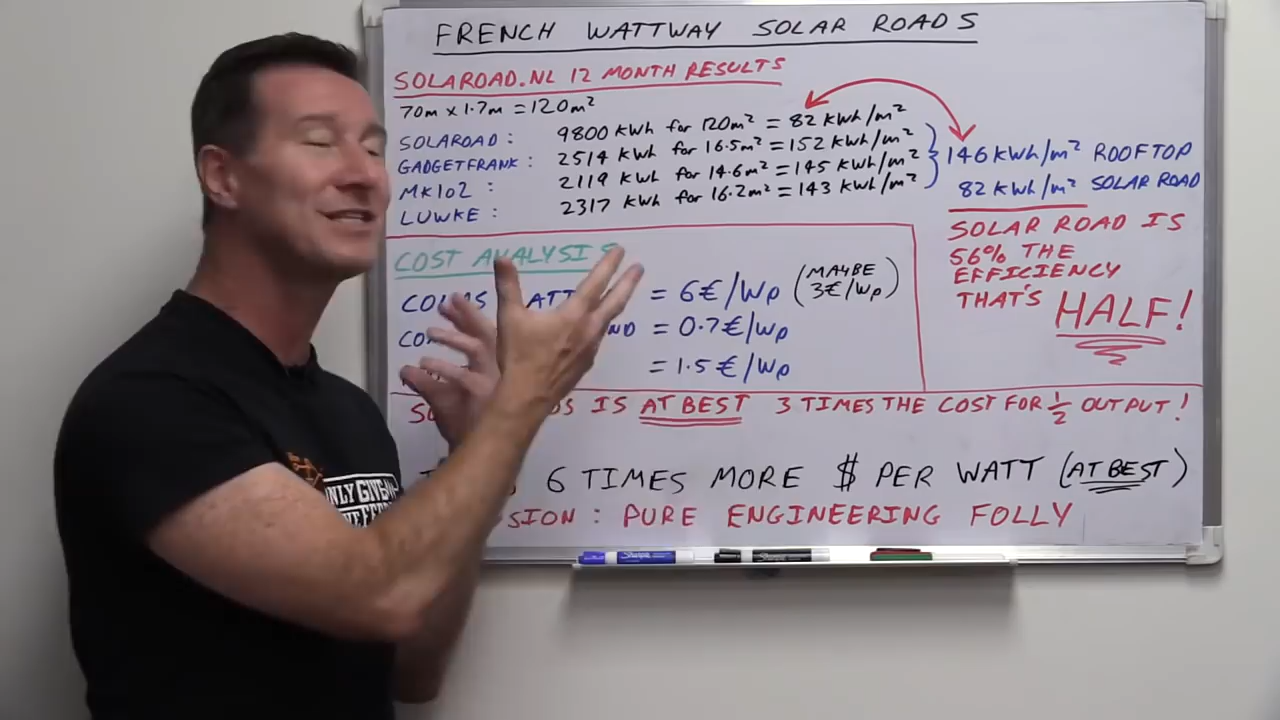 FRENCH WATTWAY SOLAR ROADS
SOLAROAD.NL 12 MONTH RESULTS
70m x 1.7m = 120m²
SOLAROAD: 9800 kWh for 120m² = 82 kWh/m²
GADGETFRANK: 2514 kWh for 16.5m² = 152 kWh/m²
MK102: 2119 kWh for 14.6m² = 145 kWh/m²
LUWKE: 2317 kWh for 16.2m² = 143 kWh/m²
146 kWh/m² ROOFTOP
82 kWh/m² SOLAR ROAD
SOLAR ROAD IS
56% THE
EFFICIENCY
THAT'S HALF!
COST ANALYSIS
= 6€/Wp (MAYBE 3€/Wp)
= 0.7€/Wp
= 1.5€/Wp
IS AT BEST 3 TIMES THE COST FOR ½ OUTPUT!
6 TIMES MORE $ PER WATT (AT BEST)
: PURE ENGINEERING FOLLY
ONLY GIVE
Sharpie